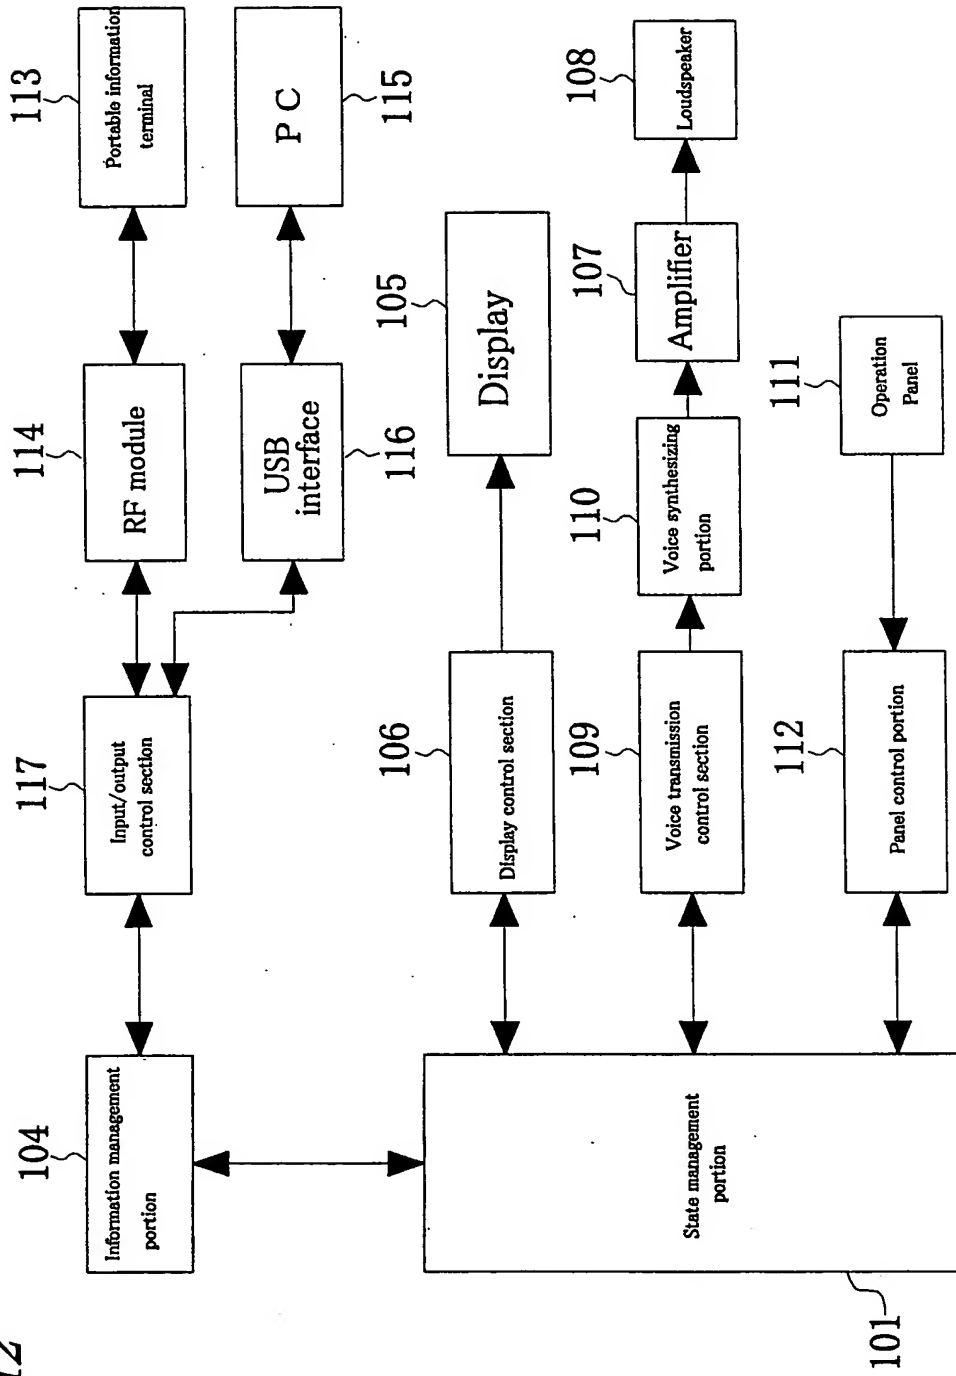 12
104
Information management
portion
117
Input/output
control section
114
RF module
113
Portable information
terminal
USB
interface
116
P C
115
101
State management
portion
106
Display control section
105
Display
109
Voice transmission
control section
110
Voice synthesizing
portion
107
Amplifier
108
Loudspeaker
112
Panel control portion
111
Operation
Panel